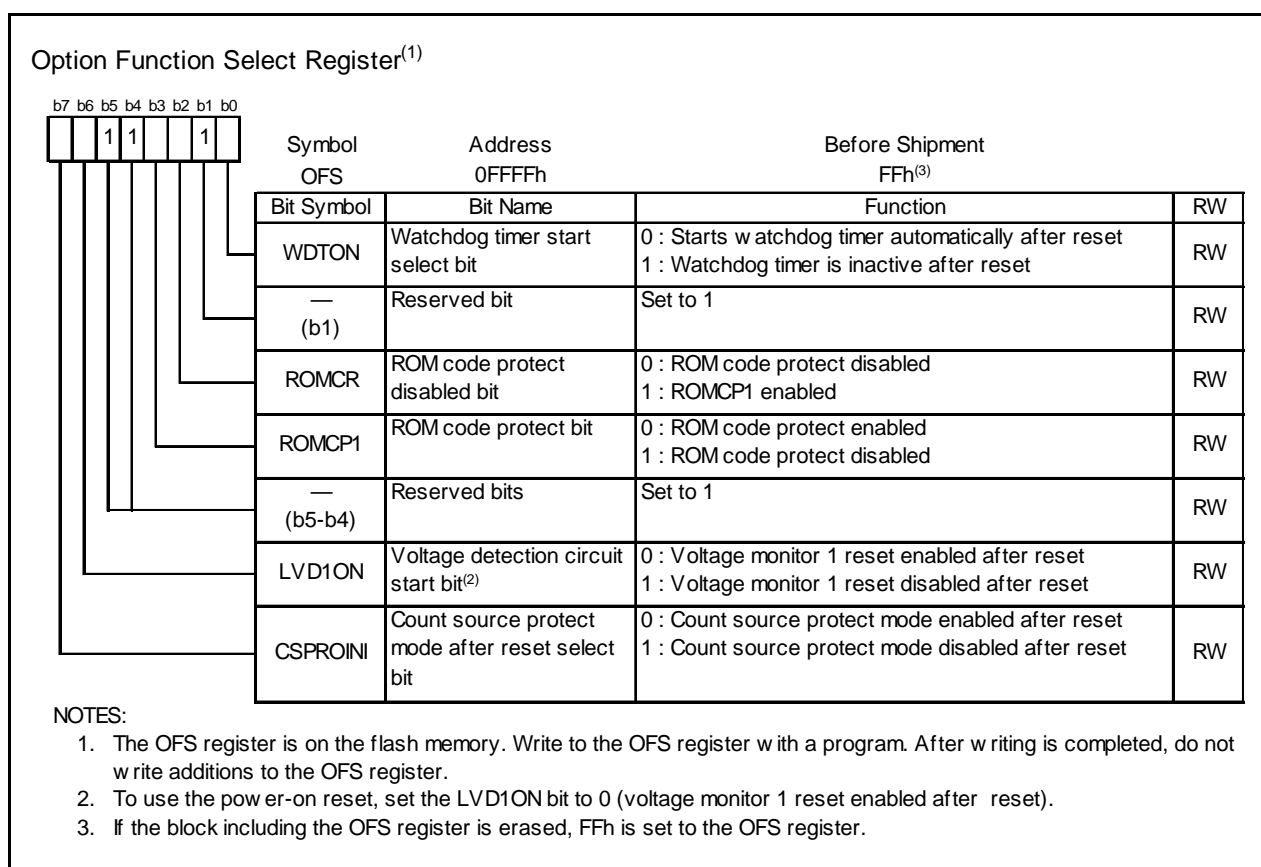 Option Function Select Register(1)
b7 b6 b5 b4 b3 b2 b1 b0
1 1 1
Symbol Address Before Shipment
OFS 0FFFFh FFh(3)
Bit Symbol Bit Name Function RW
WDTON Watchdog timer start select bit 0 : Starts watchdog timer automatically after reset
1 : Watchdog timer is inactive after reset RW
—
(b1) Reserved bit Set to 1 RW
ROMCR ROM code protect disabled bit 0 : ROM code protect disabled
1 : ROMCP1 enabled RW
ROMCP1 ROM code protect bit 0 : ROM code protect enabled
1 : ROM code protect disabled RW
—
(b5-b4) Reserved bits Set to 1 RW
LVD1ON Voltage detection circuit start bit(2) 0 : Voltage monitor 1 reset enabled after reset
1 : Voltage monitor 1 reset disabled after reset RW
CSPROINI Count source protect mode after reset select bit 0 : Count source protect mode enabled after reset
1 : Count source protect mode disabled after reset RW
NOTES:
1. The OFS register is on the flash memory. Write to the OFS register with a program. After writing is completed, do not
write additions to the OFS register.
2. To use the power-on reset, set the LVD1ON bit to 0 (voltage monitor 1 reset enabled after reset).
3. If the block including the OFS register is erased, FFh is set to the OFS register.